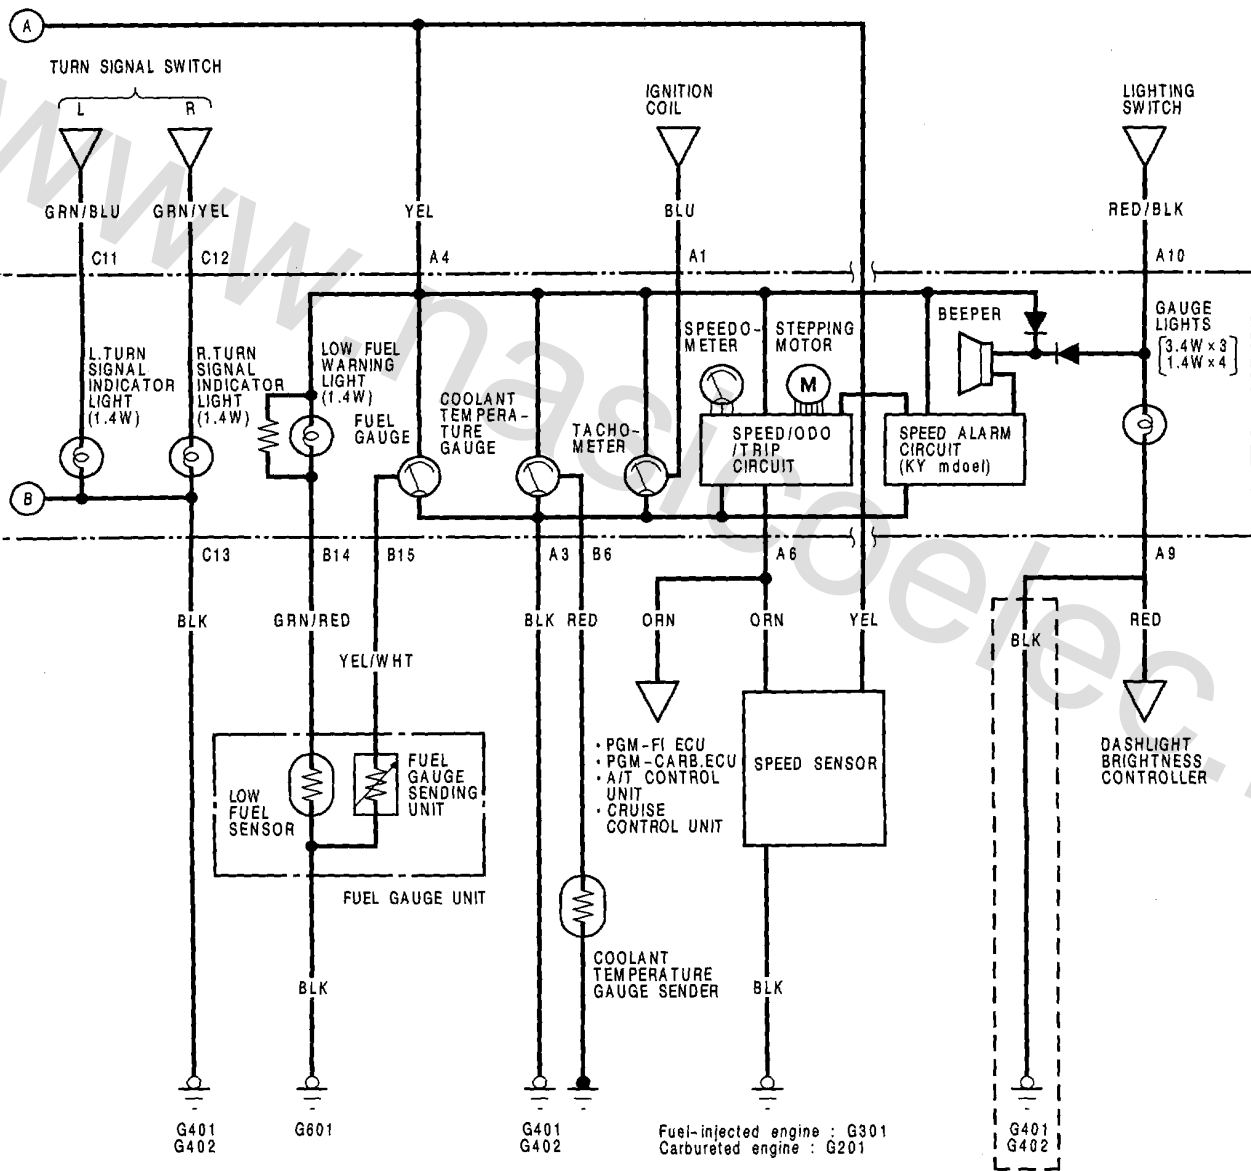 A
TURN SIGNAL SWITCH
L
R
IGNITION
COIL
LIGHTING
SWITCH
GRN/BLU
GRN/YEL
YEL
BLU
RED/BLK
C11
C12
A4
A1
A10
L.TURN
SIGNAL
INDICATOR
LIGHT
(1.4W)
R.TURN
SIGNAL
INDICATOR
LIGHT
(1.4W)
LOW FUEL
WARNING
LIGHT
(1.4W)
FUEL
GAUGE
COOLANT
TEMPERA-
TURE
GAUGE
TACHO-
METER
SPEEDO-
METER
STEPPING
MOTOR
M
BEEPER
GAUGE
LIGHTS
[3.4W×3
1.4W×4]
SPEED/ODO
/TRIP
CIRCUIT
SPEED ALARM
CIRCUIT
(KY mdoel)
B
C13
B14
B15
A3
B6
A6
A9
BLK
GRN/RED
YEL/WHT
BLK
RED
ORN
ORN
YEL
BLK
RED
· PGM-FI ECU
· PGM-CARB.ECU
· A/T CONTROL
UNIT
· CRUISE
CONTROL UNIT
SPEED SENSOR
DASHLIGHT
BRIGHTNESS
CONTROLLER
LOW
FUEL
SENSOR
FUEL
GAUGE
SENDING
UNIT
FUEL GAUGE UNIT
COOLANT
TEMPERATURE
GAUGE SENDER
BLK
BLK
G401
G402
G601
G401
G402
Fuel-injected engine : G301
Carbureted engine : G201
G401
G402
www.nasicoelec.